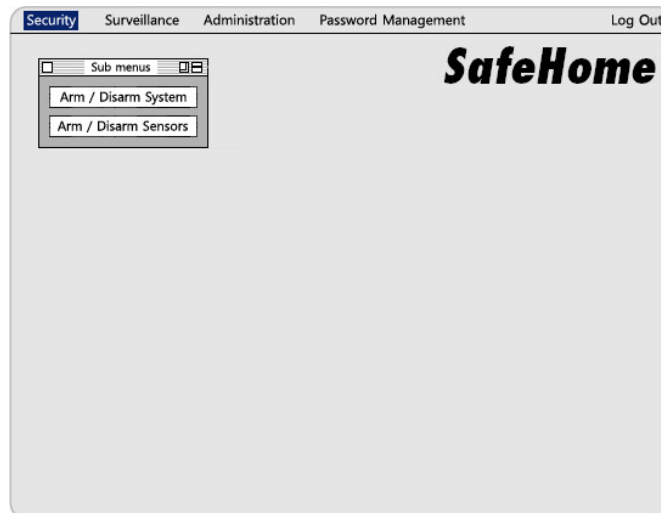 Security Surveillance Administration Password Management Log Out
SafeHome
Sub menus
Arm / Disarm System
Arm / Disarm Sensors